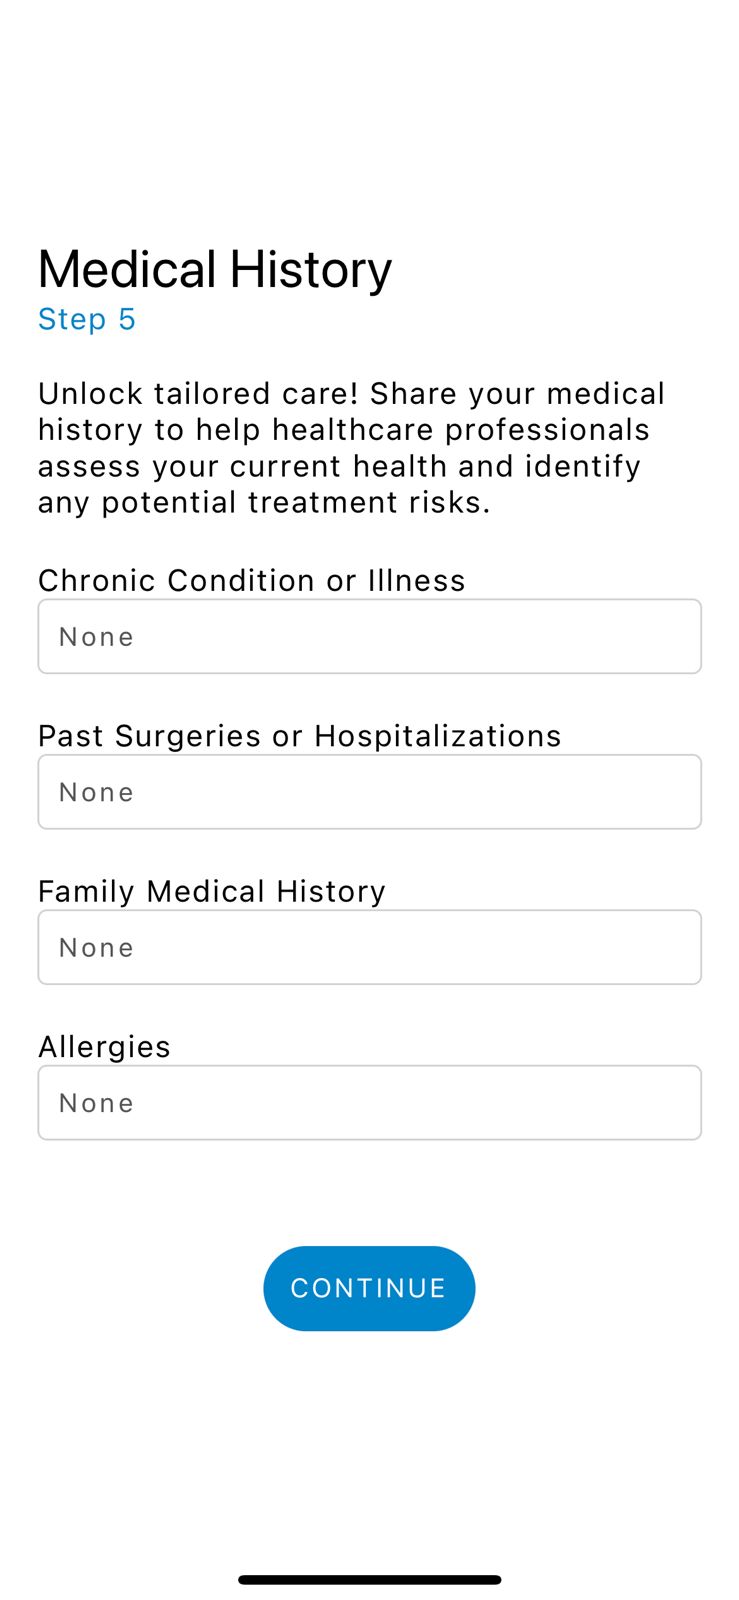 Medical History
Step 5
Unlock tailored care! Share your medical
history to help healthcare professionals
assess your current health and identify
any potential treatment risks.
Chronic Condition or Illness
None
Past Surgeries or Hospitalizations
None
Family Medical History
None
Allergies
None
CONTINUE